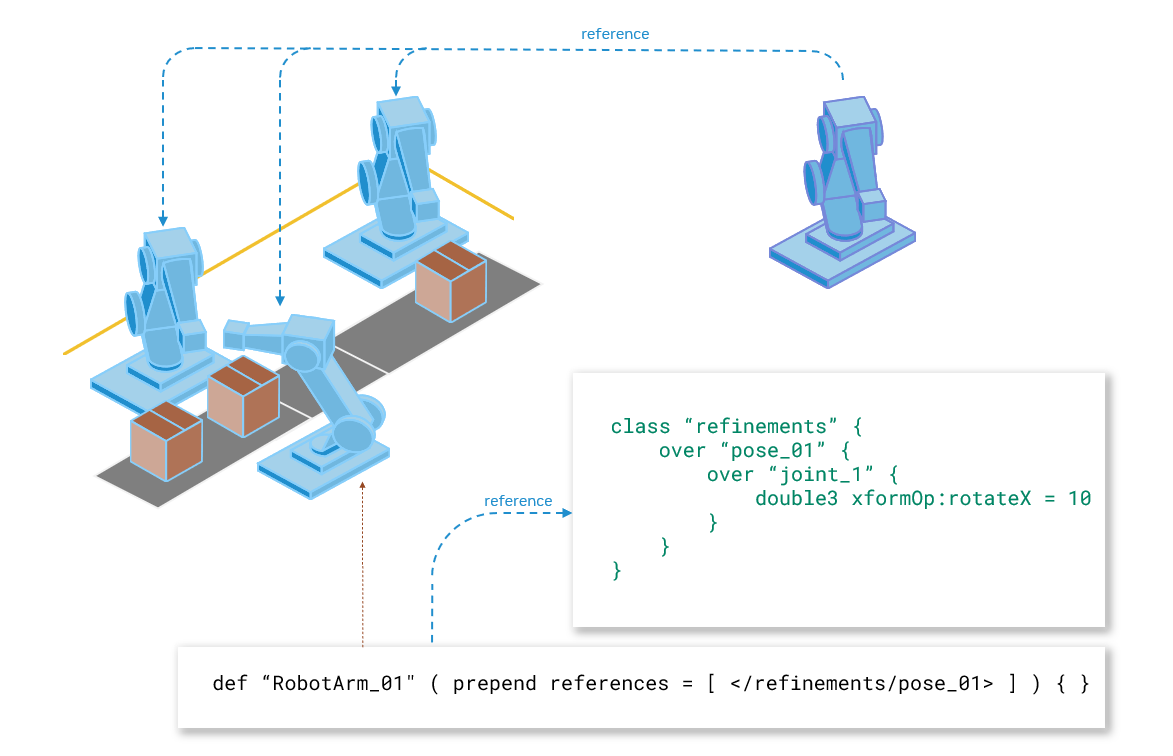 reference
class “refinements” {
    over “pose_01” {
        over “joint_1” {
            double3 xformOp:rotateX = 10
        }
    }
}
reference
def “RobotArm_01" ( prepend references = [ </refinements/pose_01> ] ) { }